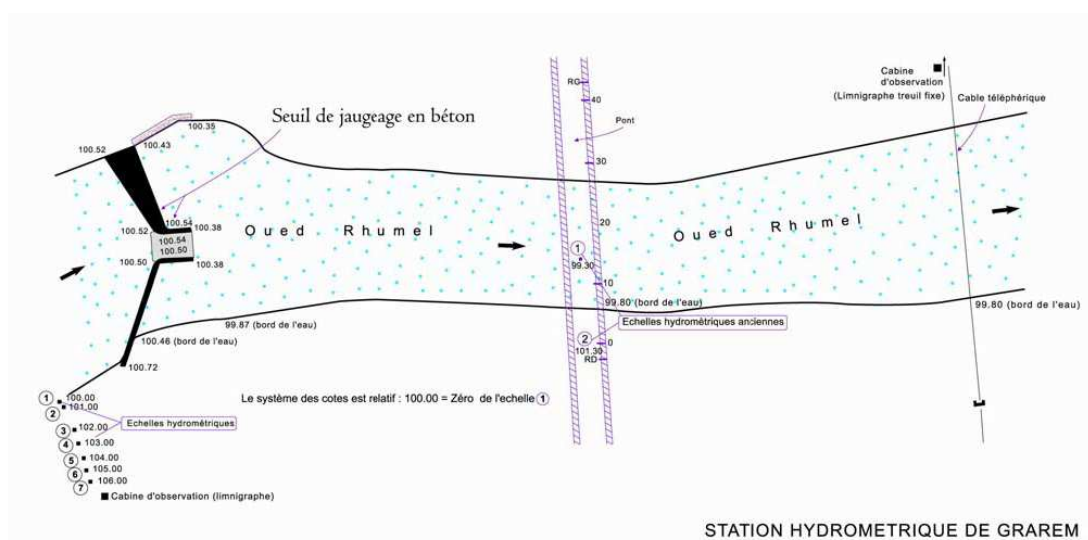 Cabine
d'observation
(Limnigraphe treuil fixe)
Cable téléphérique
RG
40
Pont
30
20
10
0
RD
Seuil de jaugeage en béton
100.35
100.52
100.43
100.54
100.38
100.52
100.54
100.50
100.50
100.38
Oued Rhumel
Oued Rhumel
1
99.30
99.80 (bord de l'eau)
99.80 (bord de l'eau)
99.87 (bord de l'eau)
Echelles hydrométriques anciennes
2
101.30
100.46 (bord de l'eau)
100.72
1 100.00
2 101.00
3 102.00
4 103.00
5 104.00
6 105.00
7 106.00
Echelles hydrométriques
Cabine d'observation (limnigraphe)
Le système des cotes est relatif : 100.00 = Zéro de l'echelle 1
STATION HYDROMETRIQUE DE GRAREM